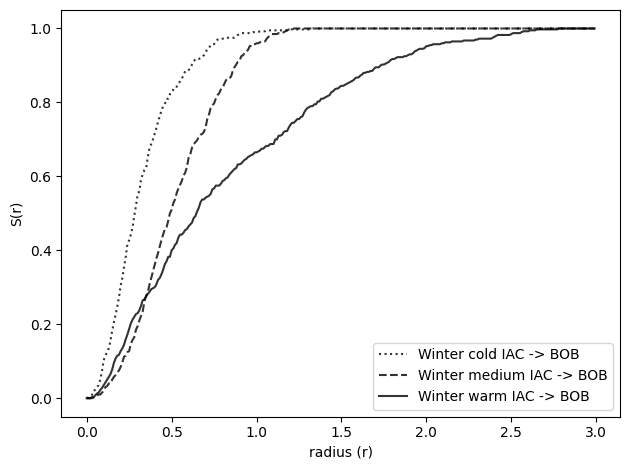 1.0
0.8
0.6
0.4
0.2
0.0
S(r)
0.0 0.5 1.0 1.5 2.0 2.5 3.0
radius (r)
Winter cold IAC -> BOB
Winter medium IAC -> BOB
Winter warm IAC -> BOB